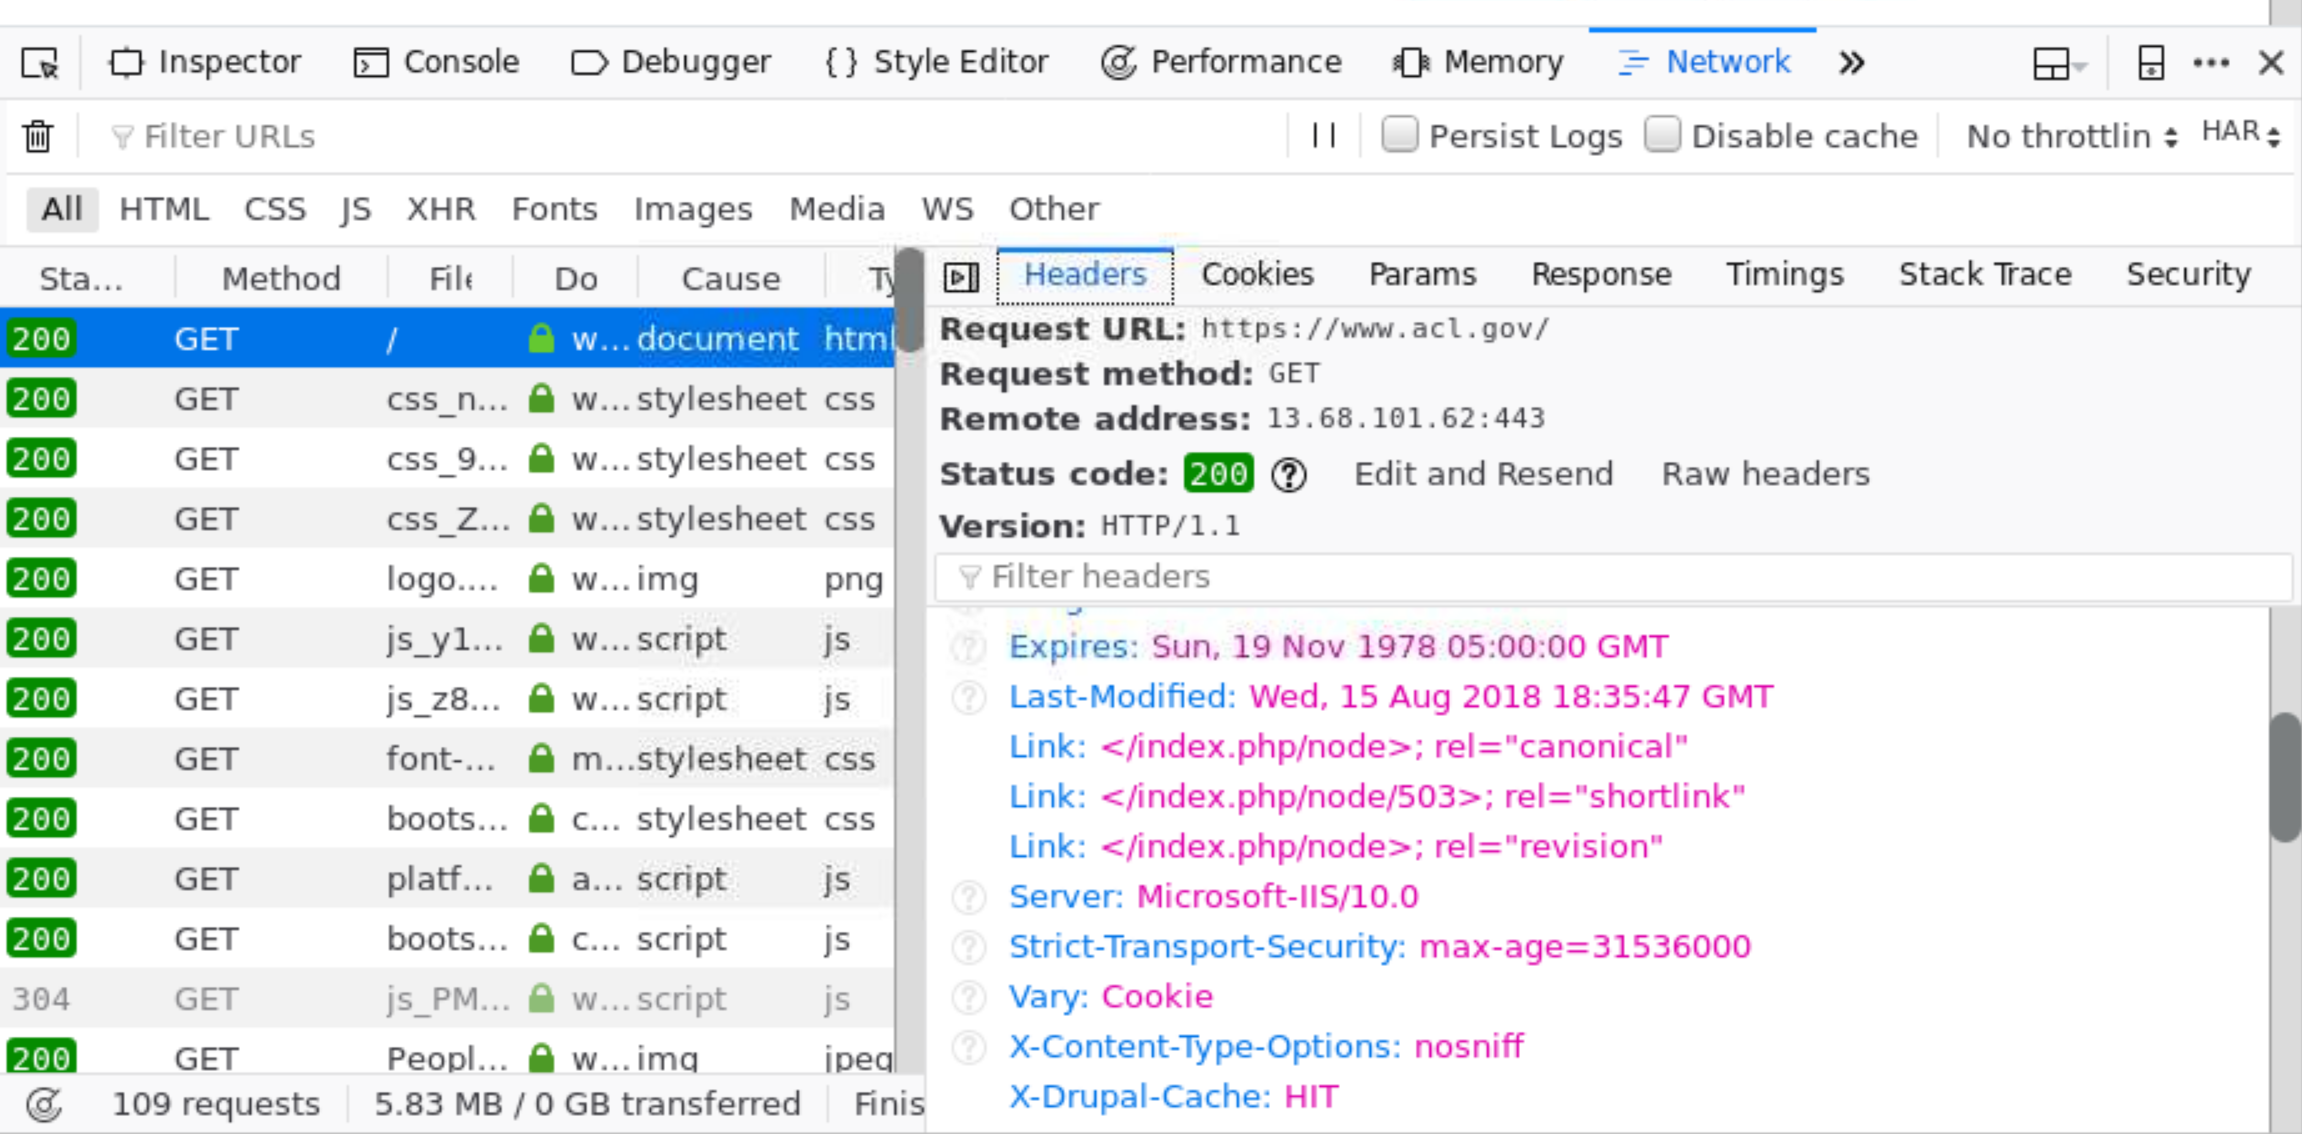 Inspector Console Debugger {} Style Editor Performance Memory Network »
Filter URLs Persist Logs Disable cache No throttlin HAR
All HTML CSS JS XHR Fonts Images Media WS Other
Sta... Method File Do Cause Ty
200 GET / w... document html
200 GET css_n... w... stylesheet css
200 GET css_9... w... stylesheet css
200 GET css_Z... w... stylesheet css
200 GET logo.... w... img png
200 GET js_y1... w... script js
200 GET js_z8... w... script js
200 GET font-... m... stylesheet css
200 GET boots... c... stylesheet css
200 GET platf... a... script js
200 GET boots... c... script js
304 GET js_PM... w... script js
200 GET Peopl... w... img jpeg
109 requests 5.83 MB / 0 GB transferred Finis
Headers Cookies Params Response Timings Stack Trace Security
Request URL: https://www.acl.gov/
Request method: GET
Remote address: 13.68.101.62:443
Status code: 200 ? Edit and Resend Raw headers
Version: HTTP/1.1
Filter headers
? Expires: Sun, 19 Nov 1978 05:00:00 GMT
? Last-Modified: Wed, 15 Aug 2018 18:35:47 GMT
Link: </index.php/node>; rel="canonical"
Link: </index.php/node/503>; rel="shortlink"
Link: </index.php/node>; rel="revision"
? Server: Microsoft-IIS/10.0
? Strict-Transport-Security: max-age=31536000
? Vary: Cookie
? X-Content-Type-Options: nosniff
X-Drupal-Cache: HIT